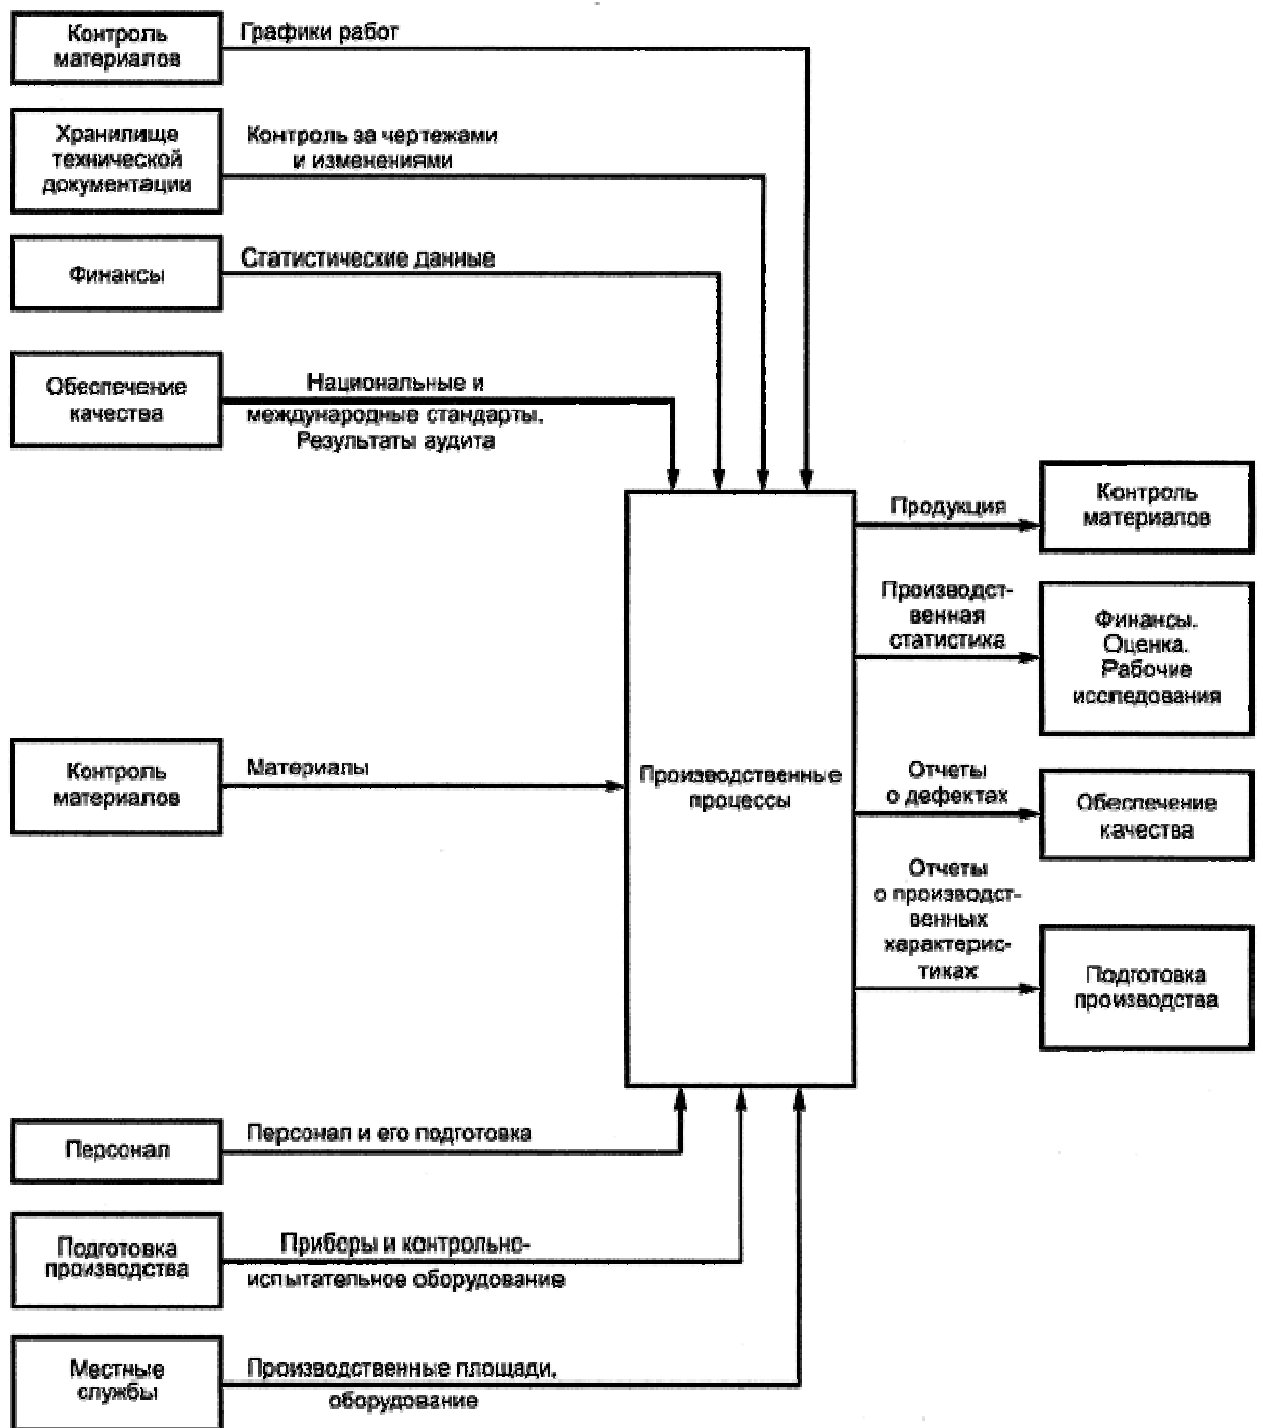 Контроль
материалов
Графики работ
Хранилище
технической
документации
Контроль за чертежами
и изменениями
Финансы
Статистические данные
Обеспечение
качества
Национальные и
международные стандарты.
Результаты аудита
Контроль
материалов
Материалы
Производственные
процессы
Продукция
Контроль
материалов
Производст-
венная
статистика
Финансы.
Оценка.
Рабочие
исследования
Отчеты
о дефектах
Обеспечение
качества
Отчеты
о производст-
венных
характерис-
тиках
Подготовка
производства
Персонал
Персонал и его подготовка
Подготовка
производства
Приборы и контрольно-
испытательное оборудование
Местные
службы
Производственные площади,
оборудование